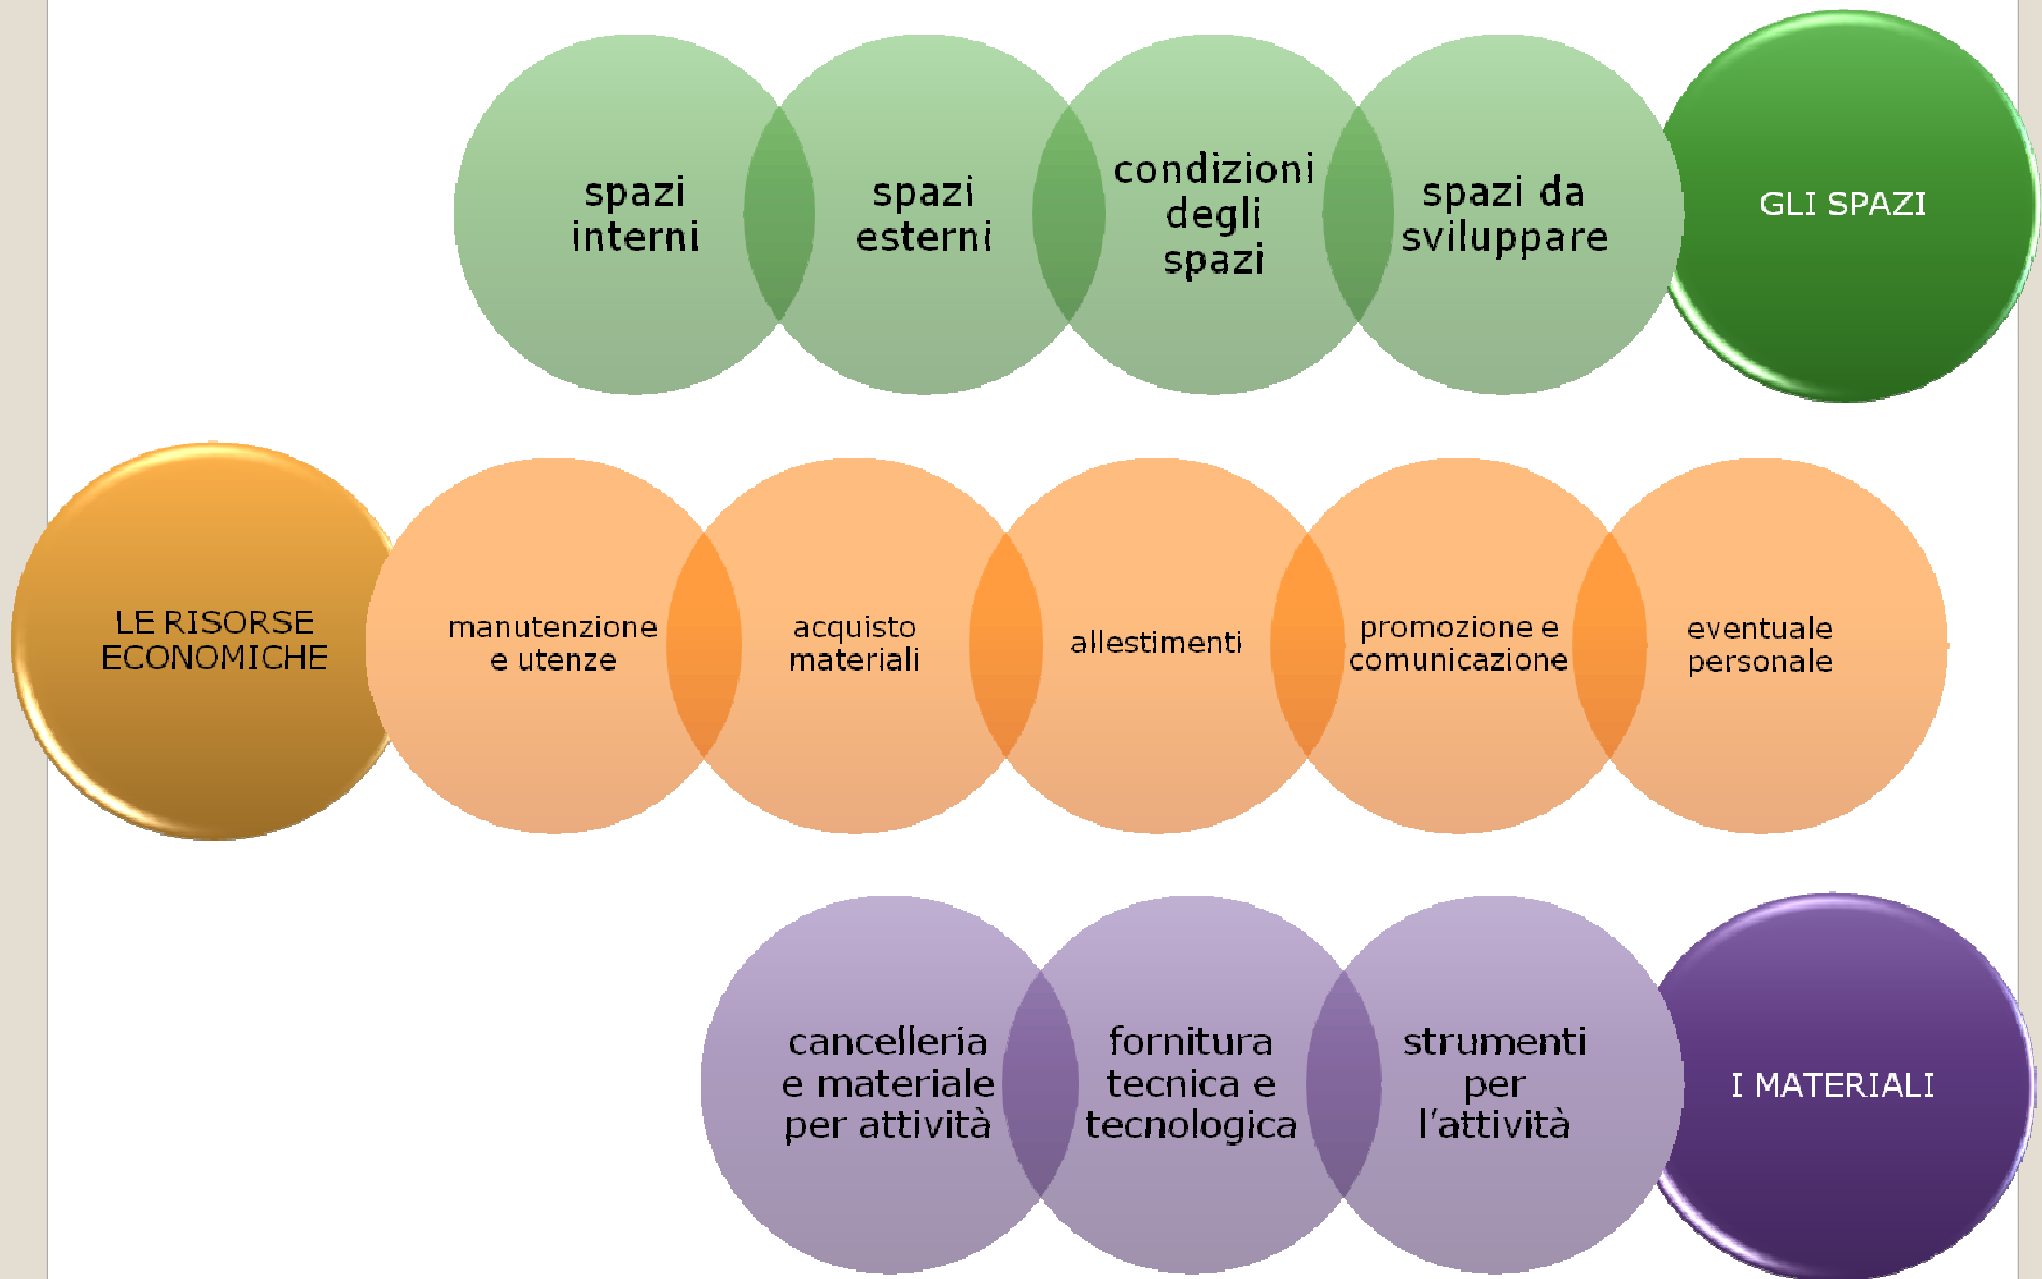 spazi
interni
spazi
esterni
condizioni
degli
spazi
spazi da
sviluppare
GLI SPAZI
LE RISORSE
ECONOMICHE
manutenzione
e utenze
acquisto
materiali
allestimenti
promozione e
comunicazione
eventuale
personale
cancelleria
e materiale
per attività
fornitura
tecnica e
tecnologica
strumenti
per
l’attività
I MATERIALI